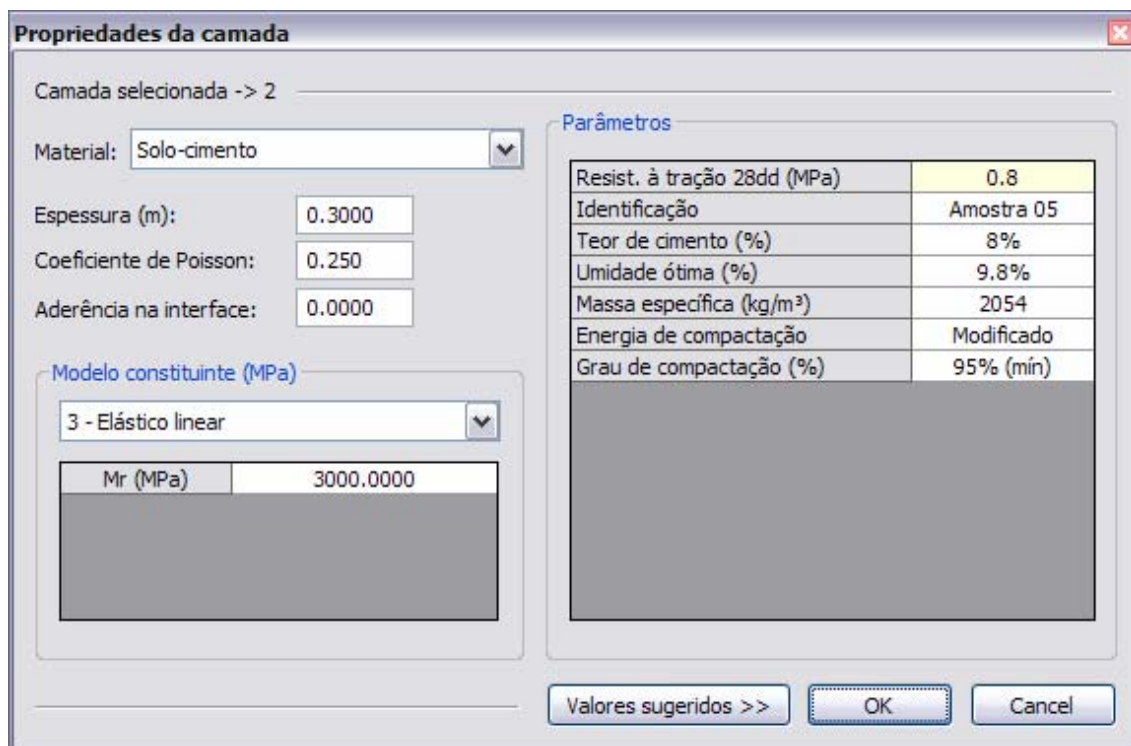 Propriedades da camada
Camada selecionada -> 2
Material: Solo-cimento
Espessura (m): 0.3000
Coeficiente de Poisson: 0.250
Aderência na interface: 0.0000
Modelo constituinte (MPa)
3 - Elástico linear
Mr (MPa) 3000.0000
Parâmetros
Resist. à tração 28dd (MPa) 0.8
Identificação Amostra 05
Teor de cimento (%) 8%
Umidade ótima (%) 9.8%
Massa específica (kg/m³) 2054
Energia de compactação Modificado
Grau de compactação (%) 95% (mín)
Valores sugeridos >> OK Cancel